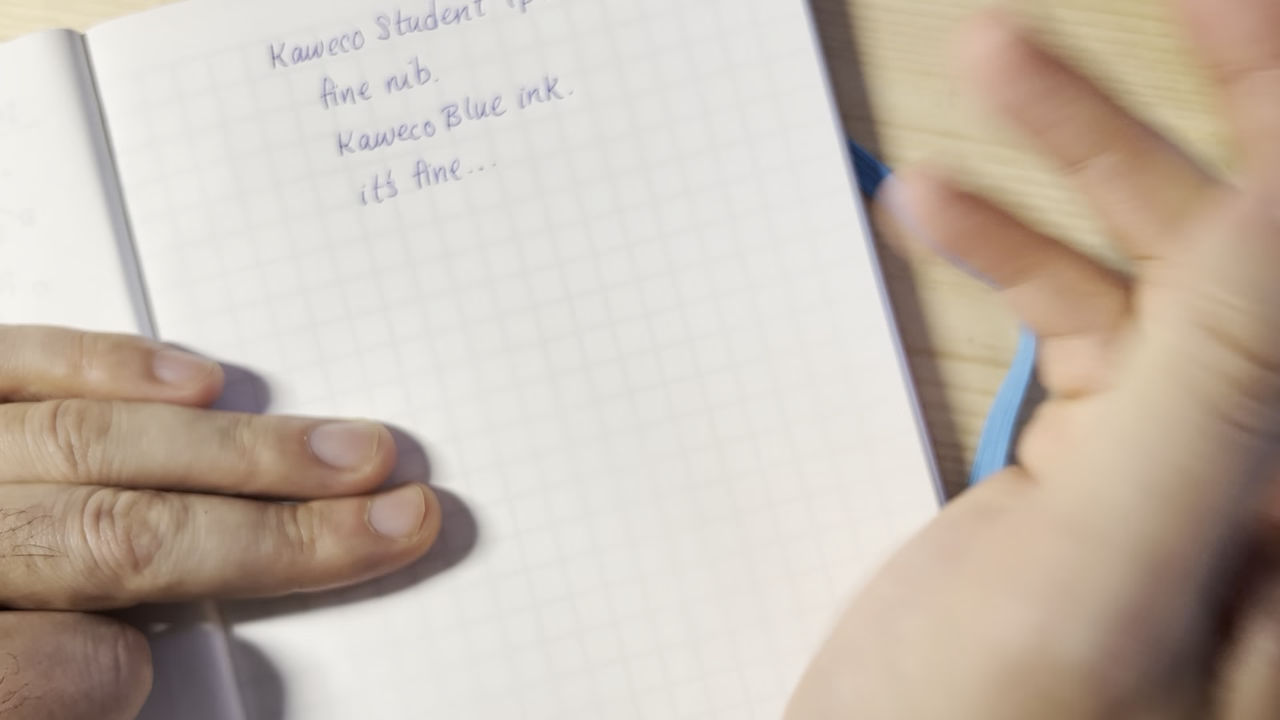 Kaweco Student
fine nib.
Kaweco Blue ink.
it's fine...